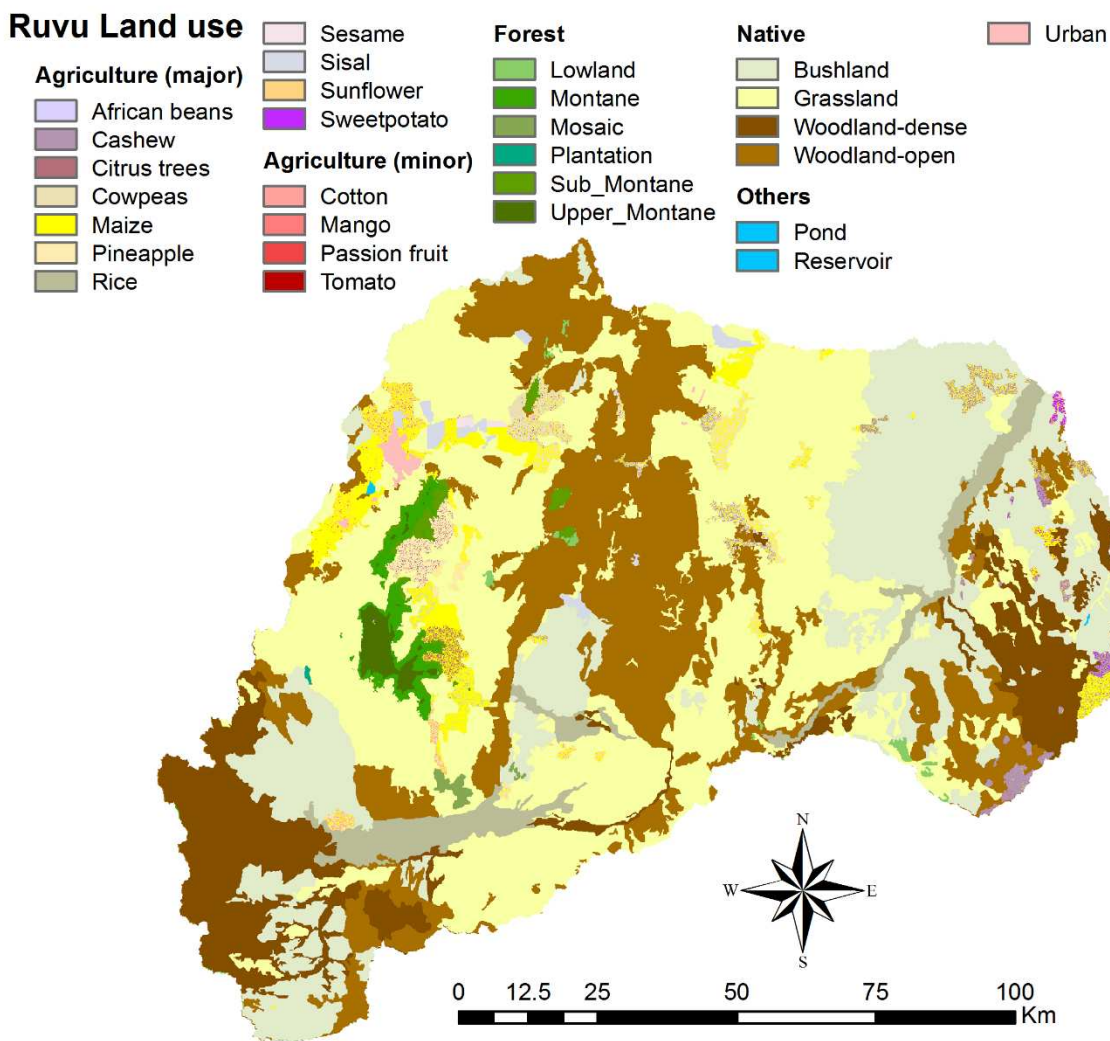 Ruvu Land use
Agriculture (major)
African beans
Cashew
Citrus trees
Cowpeas
Maize
Pineapple
Rice
Sesame
Sisal
Sunflower
Sweetpotato
Agriculture (minor)
Cotton
Mango
Passion fruit
Tomato
Forest
Lowland
Montane
Mosaic
Plantation
Sub_Montane
Upper_Montane
Native
Bushland
Grassland
Woodland-dense
Woodland-open
Others
Pond
Reservoir
Urban
N
W E
S
0 12.5 25 50 75 100
Km